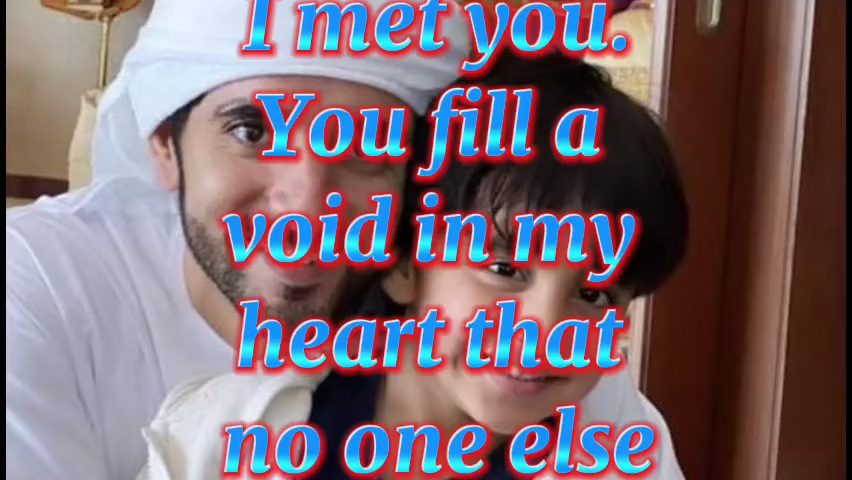 I met you.
You fill a
void in my
heart that
no one else